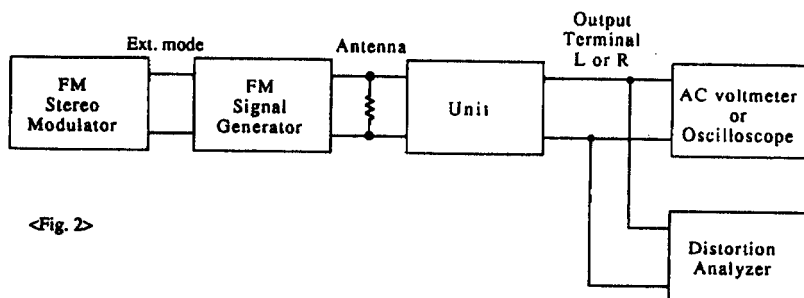 Ext. mode
Antenna
Output
Terminal
L or R
FM
Stereo
Modulator
FM
Signal
Generator
Unit
AC voltmeter
or
Oscilloscope
<Fig. 2>
Distortion
Analyzer